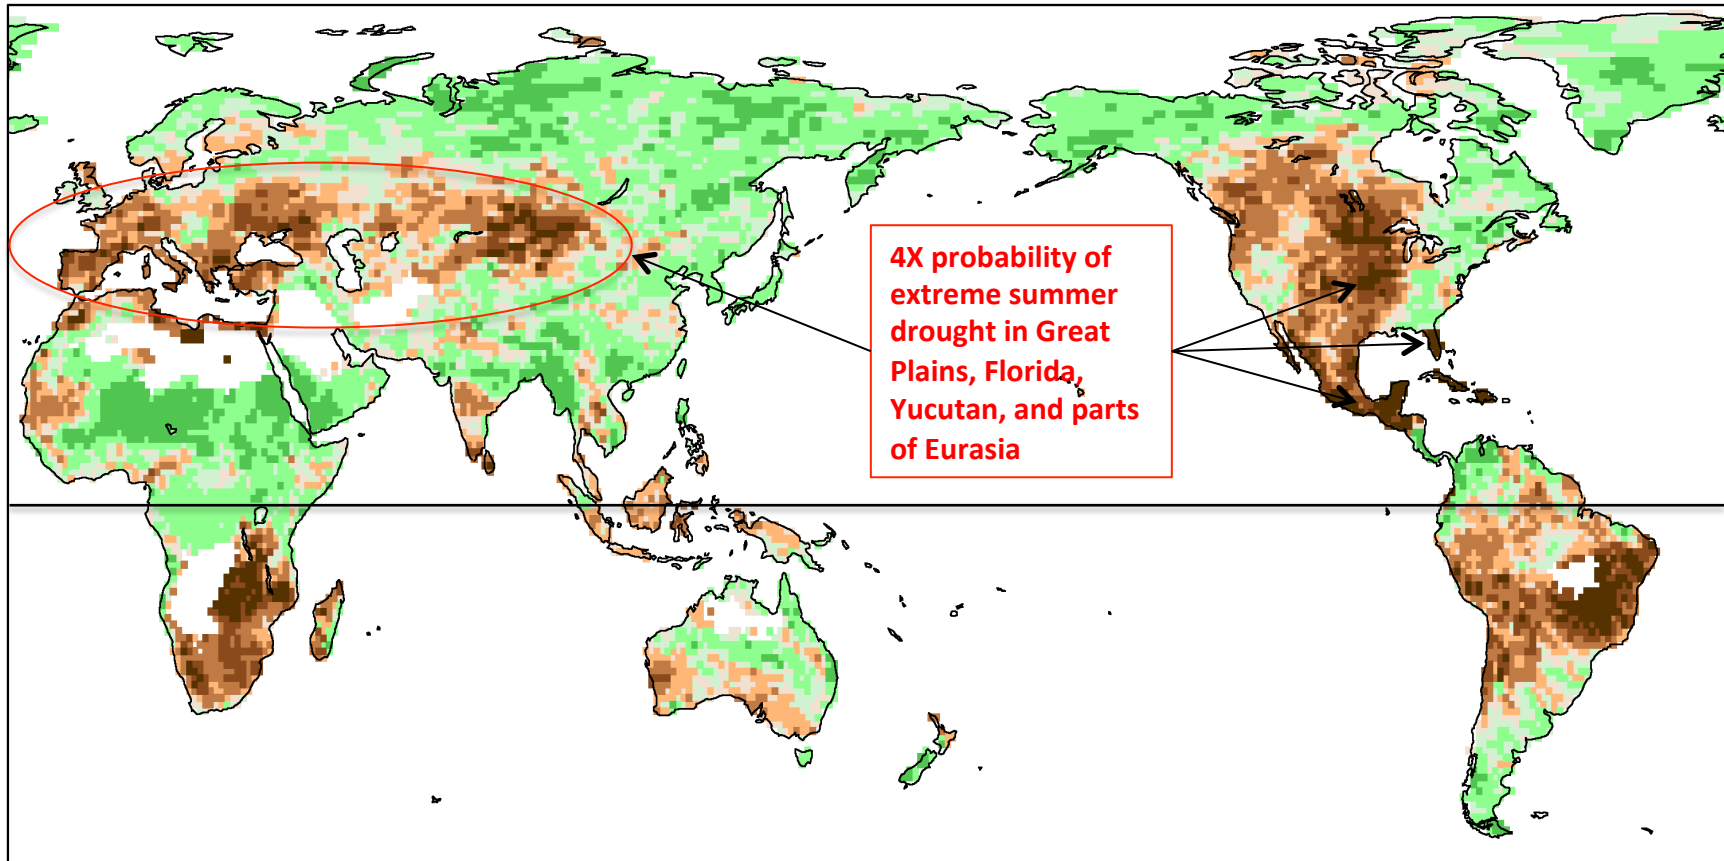 4X probability of
extreme summer
drought in Great
Plains, Florida,
Yucutan, and parts
of Eurasia